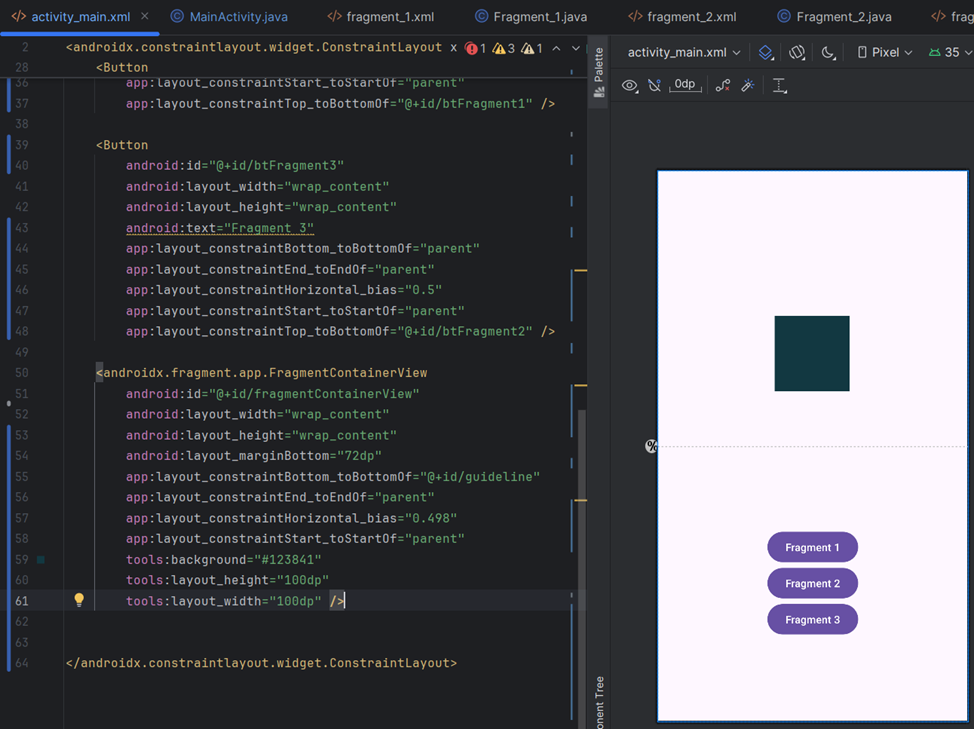 activity_main.xml
MainActivity.java
fragment_1.xml
Fragment_1.java
fragment_2.xml
Fragment_2.java
2 <androidx.constraintlayout.widget.ConstraintLayout x 1 3 1
28 <Button
36 app:layout_constraintStart_toStartOf="parent"
37 app:layout_constraintTop_toBottomOf="@+id/btFragment1" />
38
39 <Button
40 android:id="@+id/btFragment3"
41 android:layout_width="wrap_content"
42 android:layout_height="wrap_content"
43 android:text="Fragment 3"
44 app:layout_constraintBottom_toBottomOf="parent"
45 app:layout_constraintEnd_toEndOf="parent"
46 app:layout_constraintHorizontal_bias="0.5"
47 app:layout_constraintStart_toStartOf="parent"
48 app:layout_constraintTop_toBottomOf="@+id/btFragment2" />
49
50 <androidx.fragment.app.FragmentContainerView
51 android:id="@+id/fragmentContainerView"
52 android:layout_width="wrap_content"
53 android:layout_height="wrap_content"
54 android:layout_marginBottom="72dp"
55 app:layout_constraintBottom_toBottomOf="@+id/guideline"
56 app:layout_constraintEnd_toEndOf="parent"
57 app:layout_constraintHorizontal_bias="0.498"
58 app:layout_constraintStart_toStartOf="parent"
59 tools:background="#123841"
60 tools:layout_height="100dp"
61 tools:layout_width="100dp" />
62
63
64 </androidx.constraintlayout.widget.ConstraintLayout>
Palette
activity_main.xml
Pixel
35
0dp
%
Fragment 1
Fragment 2
Fragment 3